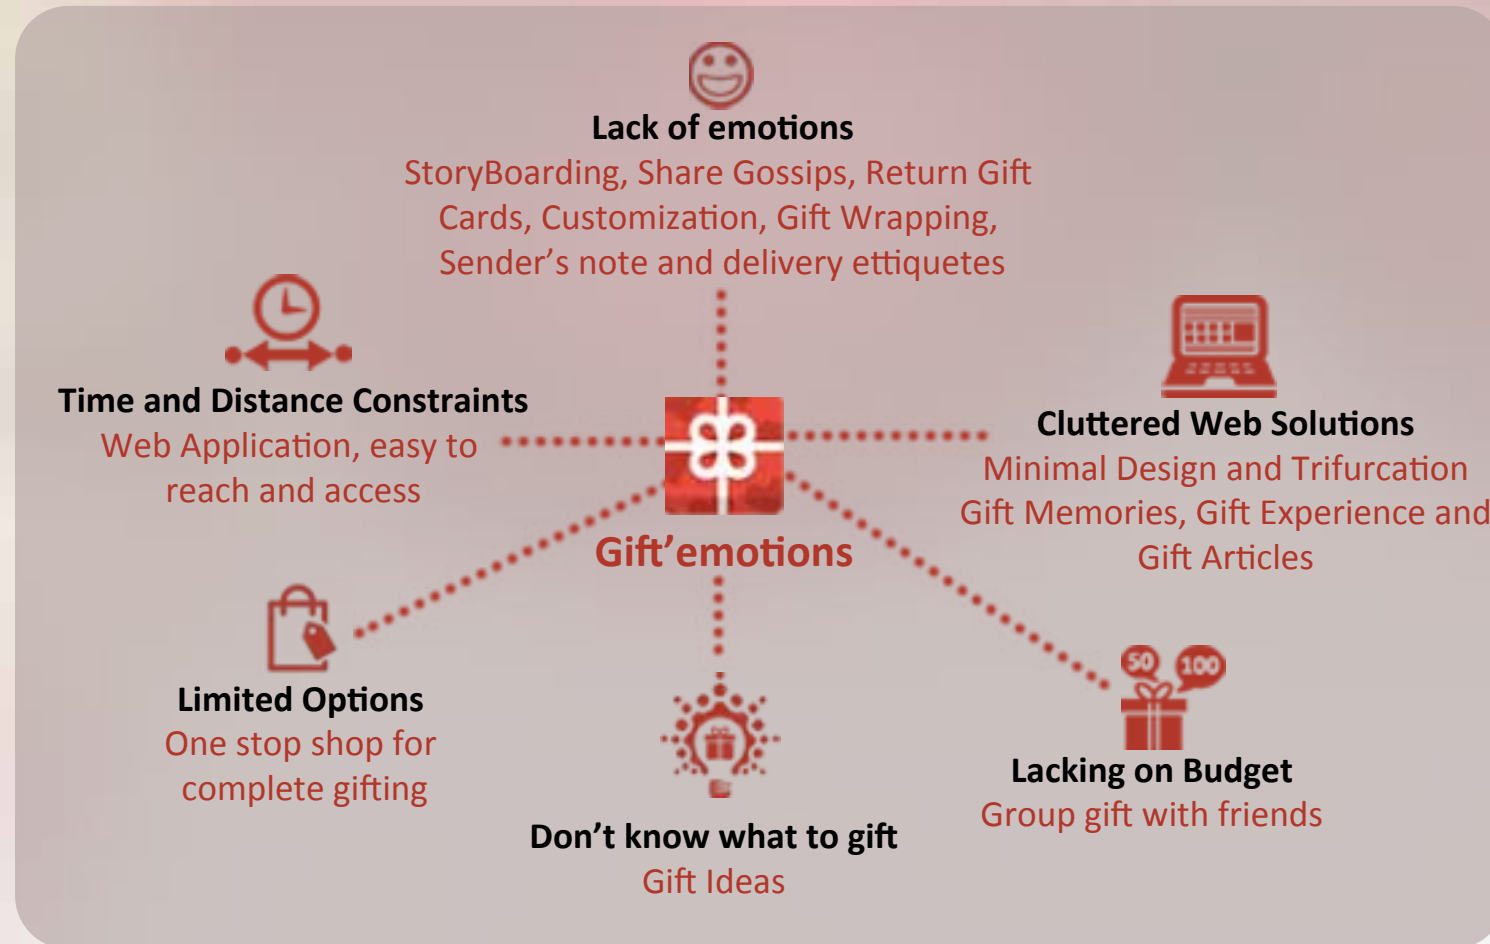 Lack of emotions
StoryBoarding, Share Gossips, Return Gift
Cards, Customization, Gift Wrapping,
Sender’s note and delivery ettiquetes
Time and Distance Constraints
Web Application, easy to
reach and access
Cluttered Web Solutions
Minimal Design and Trifurcation
Gift Memories, Gift Experience and
Gift Articles
Gift’emotions
Limited Options
One stop shop for
complete gifting
50 100
Lacking on Budget
Group gift with friends
Don’t know what to gift
Gift Ideas